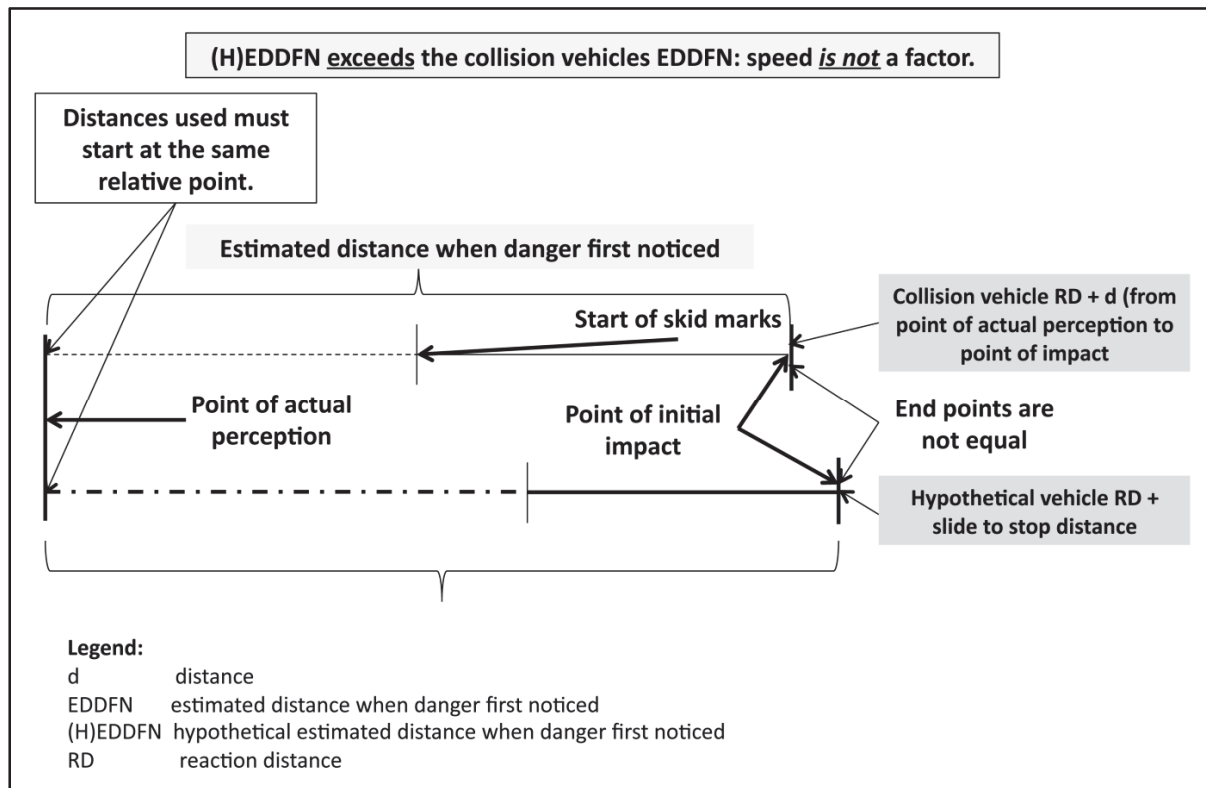 (H)EDDFN exceeds the collision vehicles EDDFN: speed is not a factor.
Distances used must
start at the same
relative point.
Estimated distance when danger first noticed
Start of skid marks
Collision vehicle RD + d (from
point of actual perception to
point of impact
Point of actual
perception
Point of initial
impact
End points are
not equal
Hypothetical vehicle RD +
slide to stop distance
Legend:
d distance
EDDFN estimated distance when danger first noticed
(H)EDDFN hypothetical estimated distance when danger first noticed
RD reaction distance